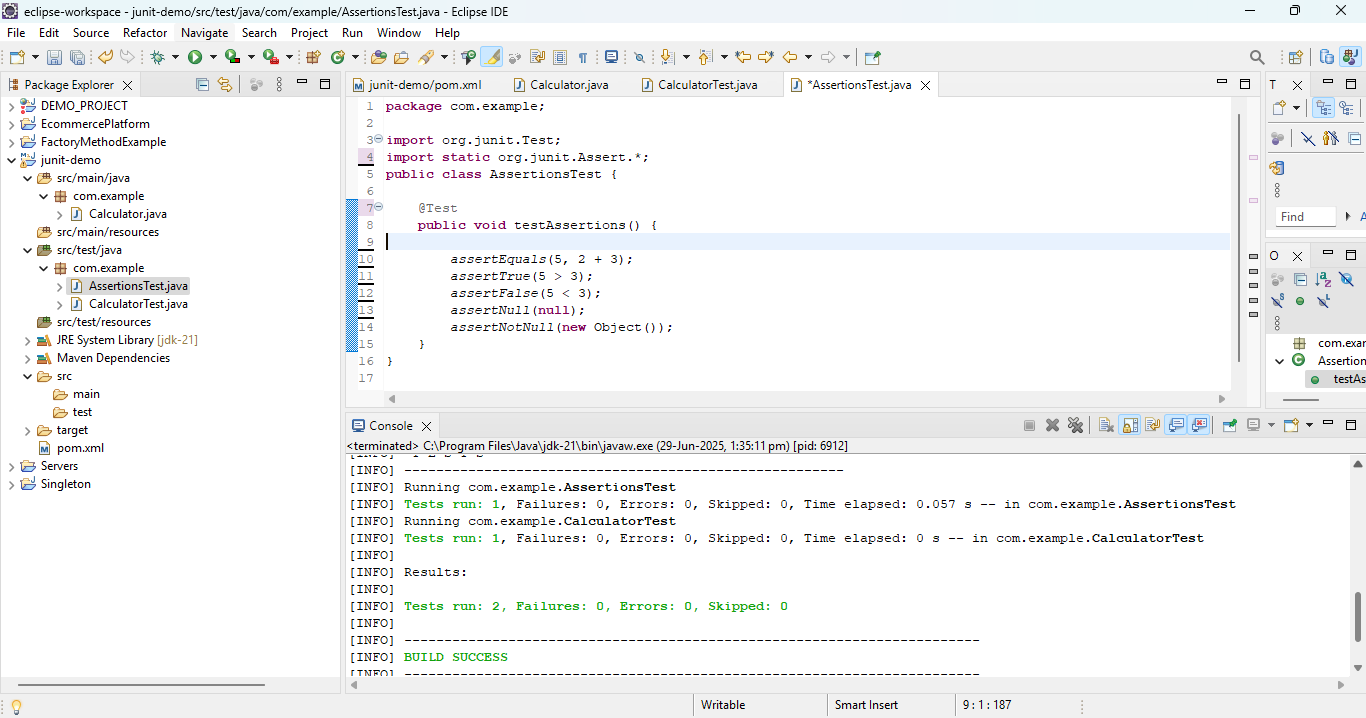 eclipse-workspace - junit-demo/src/test/java/com/example/AssertionsTest.java - Eclipse IDE
File Edit Source Refactor Navigate Search Project Run Window Help
Package Explorer
DEMO_PROJECT
EcommercePlatform
FactoryMethodExample
junit-demo
src/main/java
com.example
Calculator.java
src/main/resources
src/test/java
com.example
AssertionsTest.java
CalculatorTest.java
src/test/resources
JRE System Library [jdk-21]
Maven Dependencies
src
main
test
target
pom.xml
Servers
Singleton
junit-demo/pom.xml Calculator.java CalculatorTest.java *AssertionsTest.java
1 package com.example;
2
3 import org.junit.Test;
4 import static org.junit.Assert.*;
5 public class AssertionsTest {
6
7 @Test
8 public void testAssertions() {
9
10 assertEquals(5, 2 + 3);
11 assertTrue(5 > 3);
12 assertFalse(5 < 3);
13 assertNull(null);
14 assertNotNull(new Object());
15 }
16 }
17
T
Find
O
com.exar
Assertion
testAs
Console
<terminated> C:\Program Files\Java\jdk-21\bin\javaw.exe (29-Jun-2025, 1:35:11 pm) [pid: 6912]
[INFO] -------------------------------------------------------
[INFO] Running com.example.AssertionsTest
[INFO] Tests run: 1, Failures: 0, Errors: 0, Skipped: 0, Time elapsed: 0.057 s -- in com.example.AssertionsTest
[INFO] Running com.example.CalculatorTest
[INFO] Tests run: 1, Failures: 0, Errors: 0, Skipped: 0, Time elapsed: 0 s -- in com.example.CalculatorTest
[INFO]
[INFO] Results:
[INFO]
[INFO] Tests run: 2, Failures: 0, Errors: 0, Skipped: 0
[INFO]
[INFO] ------------------------------------------------------------------------
[INFO] BUILD SUCCESS
[INFO] ------------------------------------------------------------------------
Writable Smart Insert 9 : 1 : 187